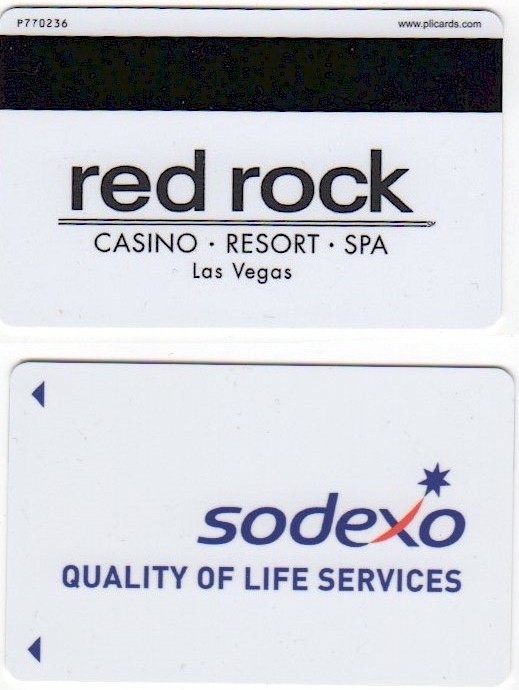 P770236 www.plicards.com
red rock
CASINO · RESORT · SPA
Las Vegas
sodexo
QUALITY OF LIFE SERVICES